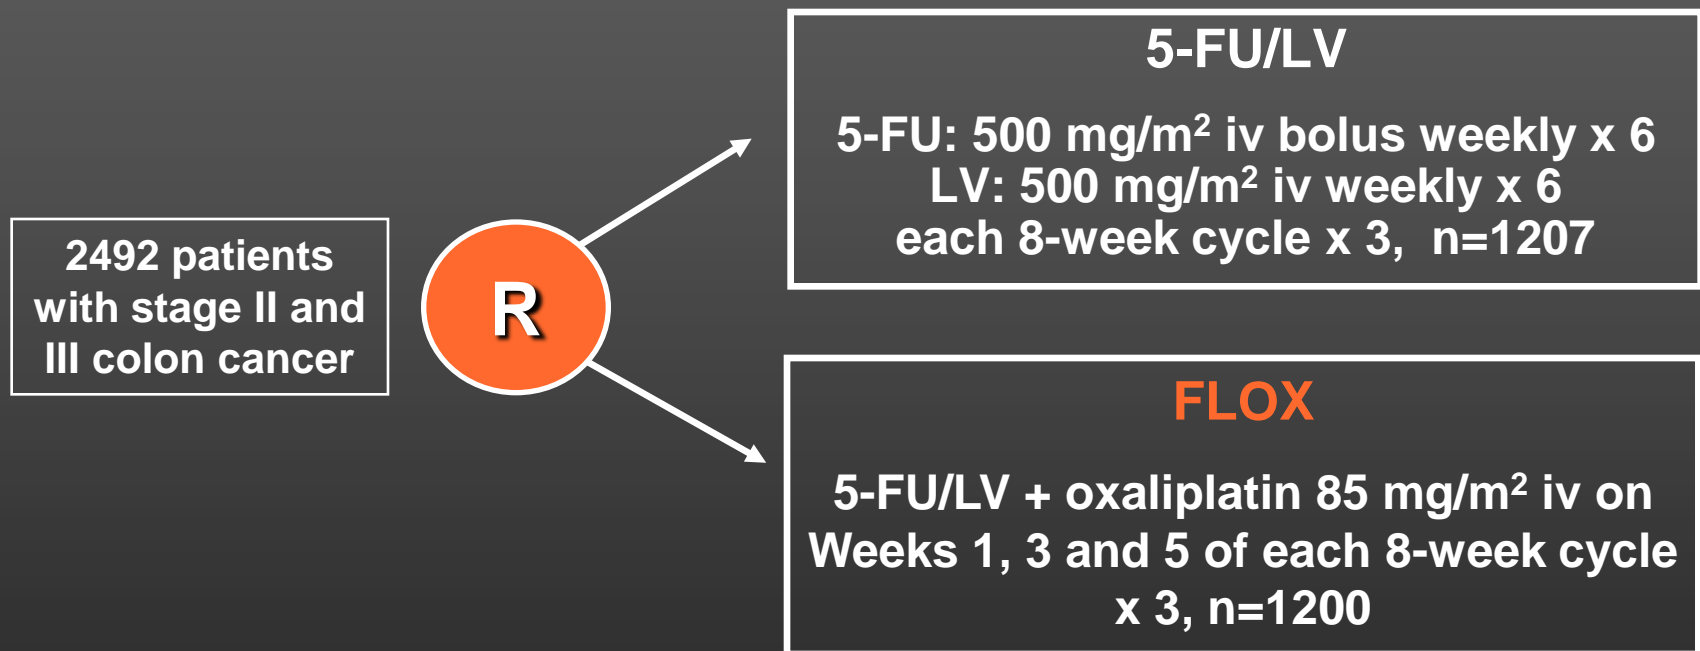 2492 patients
with stage II and
III colon cancer
R
5-FU/LV
5-FU: 500 mg/m² iv bolus weekly x 6
LV: 500 mg/m² iv weekly x 6
each 8-week cycle x 3, n=1207
FLOX
5-FU/LV + oxaliplatin 85 mg/m² iv on
Weeks 1, 3 and 5 of each 8-week cycle
x 3, n=1200